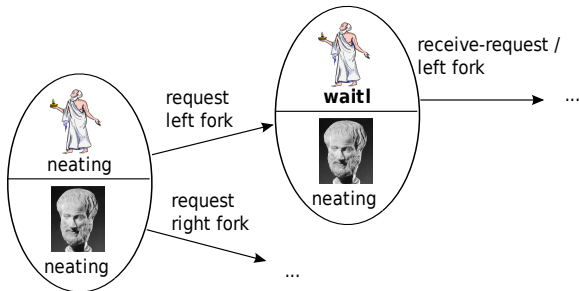 neating
neating
request
left fork
request
right fork
...
waitl
neating
receive-request /
left fork
...